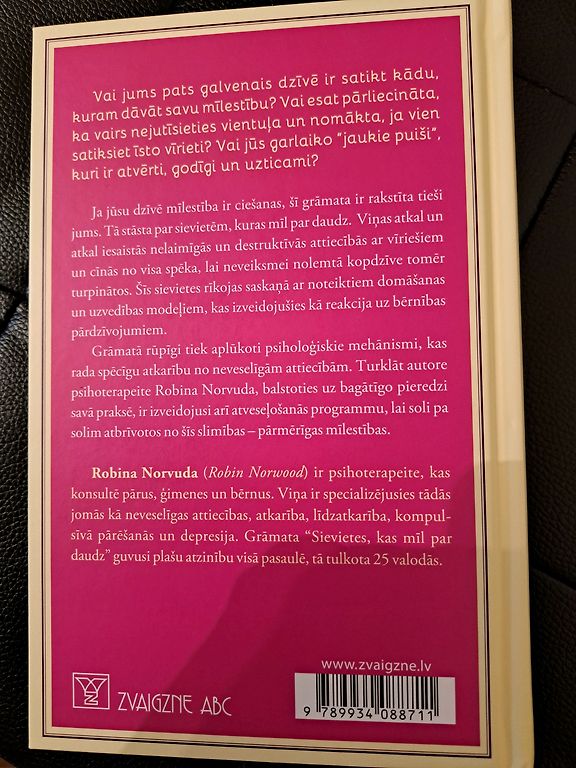 Vai jums pats galvenais dzīvē ir satikt kādu,
kuram dāvāt savu mīlestību? Vai esat pārliecināta,
ka vairs nejutīsieties vientuļa un nomākta, ja vien
satiksiet īsto vīrieti? Vai jūs garlaiko "jaukie puiši",
kuri ir atvērti, godīgi un uzticami?
Ja jūsu dzīvē mīlestība ir ciešanas, šī grāmata ir rakstīta tieši
jums. Tā stāsta par sievietēm, kuras mīl par daudz. Viņas atkal un
atkal iesaistās nelaimīgās un destruktīvās attiecībās ar vīriešiem
un cīnās no visa spēka, lai neveiksmei nolemtā kopdzīve tomēr
turpinātos. Šīs sievietes rīkojas saskaņā ar noteiktiem domāšanas
un uzvedības modeļiem, kas izveidojušies kā reakcija uz bērnības
pārdzīvojumiem.
Grāmatā rūpīgi tiek aplūkoti psiholoģiskie mehānismi, kas
rada spēcīgu atkarību no neveselīgām attiecībām. Turklāt autore
psihoterapeite Robina Norvuda, balstoties uz bagātīgo pieredzi
savā praksē, ir izveidojusi arī atveseļošanās programmu, lai soli pa
solim atbrīvotos no šīs slimības – pārmērīgas mīlestības.
Robina Norvuda (Robin Norwood) ir psihoterapeite, kas
konsultē pārus, ģimenes un bērnus. Viņa ir specializējusies tādās
jomās kā neveselīgas attiecības, atkarība, līdzatkarība, kompul-
sīvā pārēšanās un depresija. Grāmata "Sievietes, kas mīl par
daudz" guvusi plašu atzinību visā pasaulē, tā tulkota 25 valodās.
www.zvaigzne.lv
ZVAIGZNE ABC
9 789934 088711